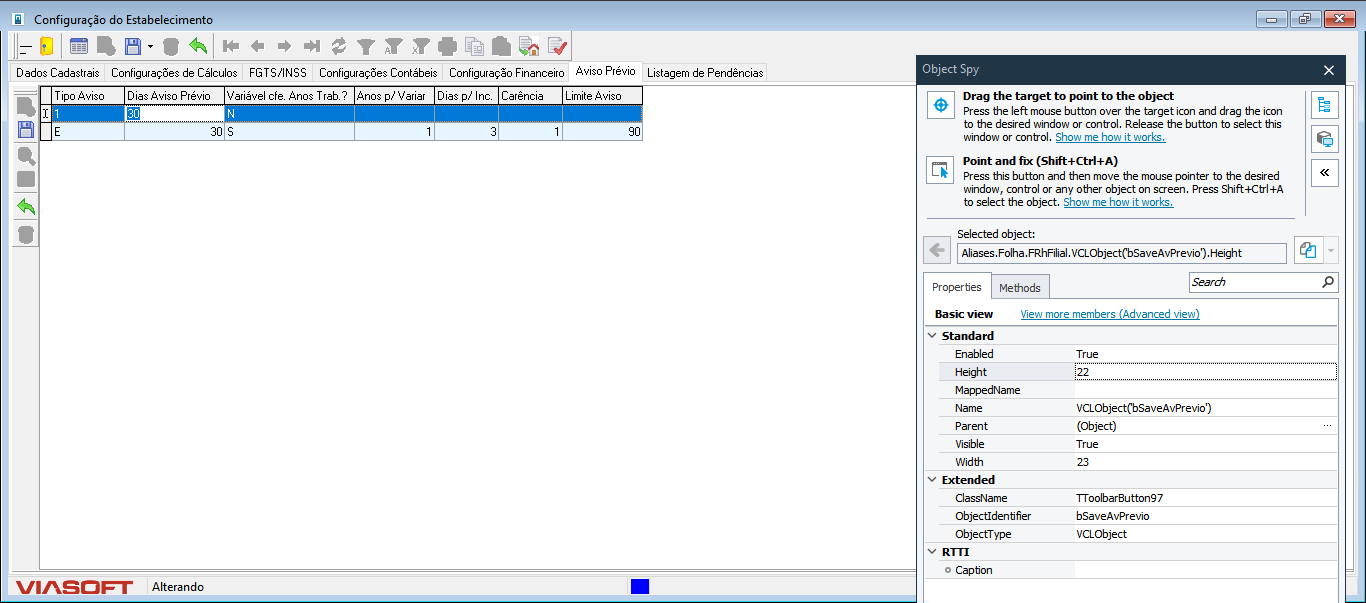 Configuração do Estabelecimento
Dados Cadastrais Configurações de Cálculos FGTS/INSS Configurações Contábeis Configuração Financeiro Aviso Prévio Listagem de Pendências
Tipo Aviso Dias Aviso Prévio Variável cfe. Anos Trab.? Anos p/ Variar Dias p/ Inc. Carência Limite Aviso
1 30 N
E 30 S 1 3 1 90
VIASOFT Alterando
Object Spy
Drag the target to point to the object
Press the left mouse button over the target icon and drag the icon
to the desired window or control. Release the button to select this
window or control. Show me how it works.
Point and fix (Shift+Ctrl+A)
Press this button and then move the mouse pointer to the desired
window, control or any other object on screen. Press Shift+Ctrl+A
to select the object. Show me how it works.
Selected object:
Aliases.Folha.FRhFilial.VCLObject('bSaveAvPrevio').Height
Properties Methods Search
Basic view View more members (Advanced view)
Standard
Enabled True
Height 22
MappedName
Name VCLObject('bSaveAvPrevio')
Parent (Object) ...
Visible True
Width 23
Extended
ClassName TToolbarButton97
ObjectIdentifier bSaveAvPrevio
ObjectType VCLObject
RTTI
Caption